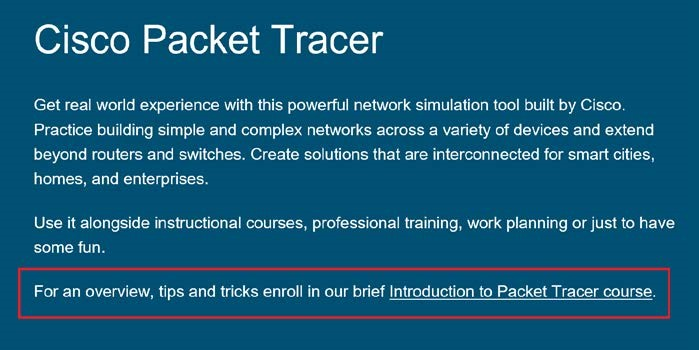 Cisco Packet Tracer
Get real world experience with this powerful network simulation tool built by Cisco.
Practice building simple and complex networks across a variety of devices and extend
beyond routers and switches. Create solutions that are interconnected for smart cities,
homes, and enterprises.
Use it alongside instructional courses, professional training, work planning or just to have
some fun.
For an overview, tips and tricks enroll in our brief Introduction to Packet Tracer course.